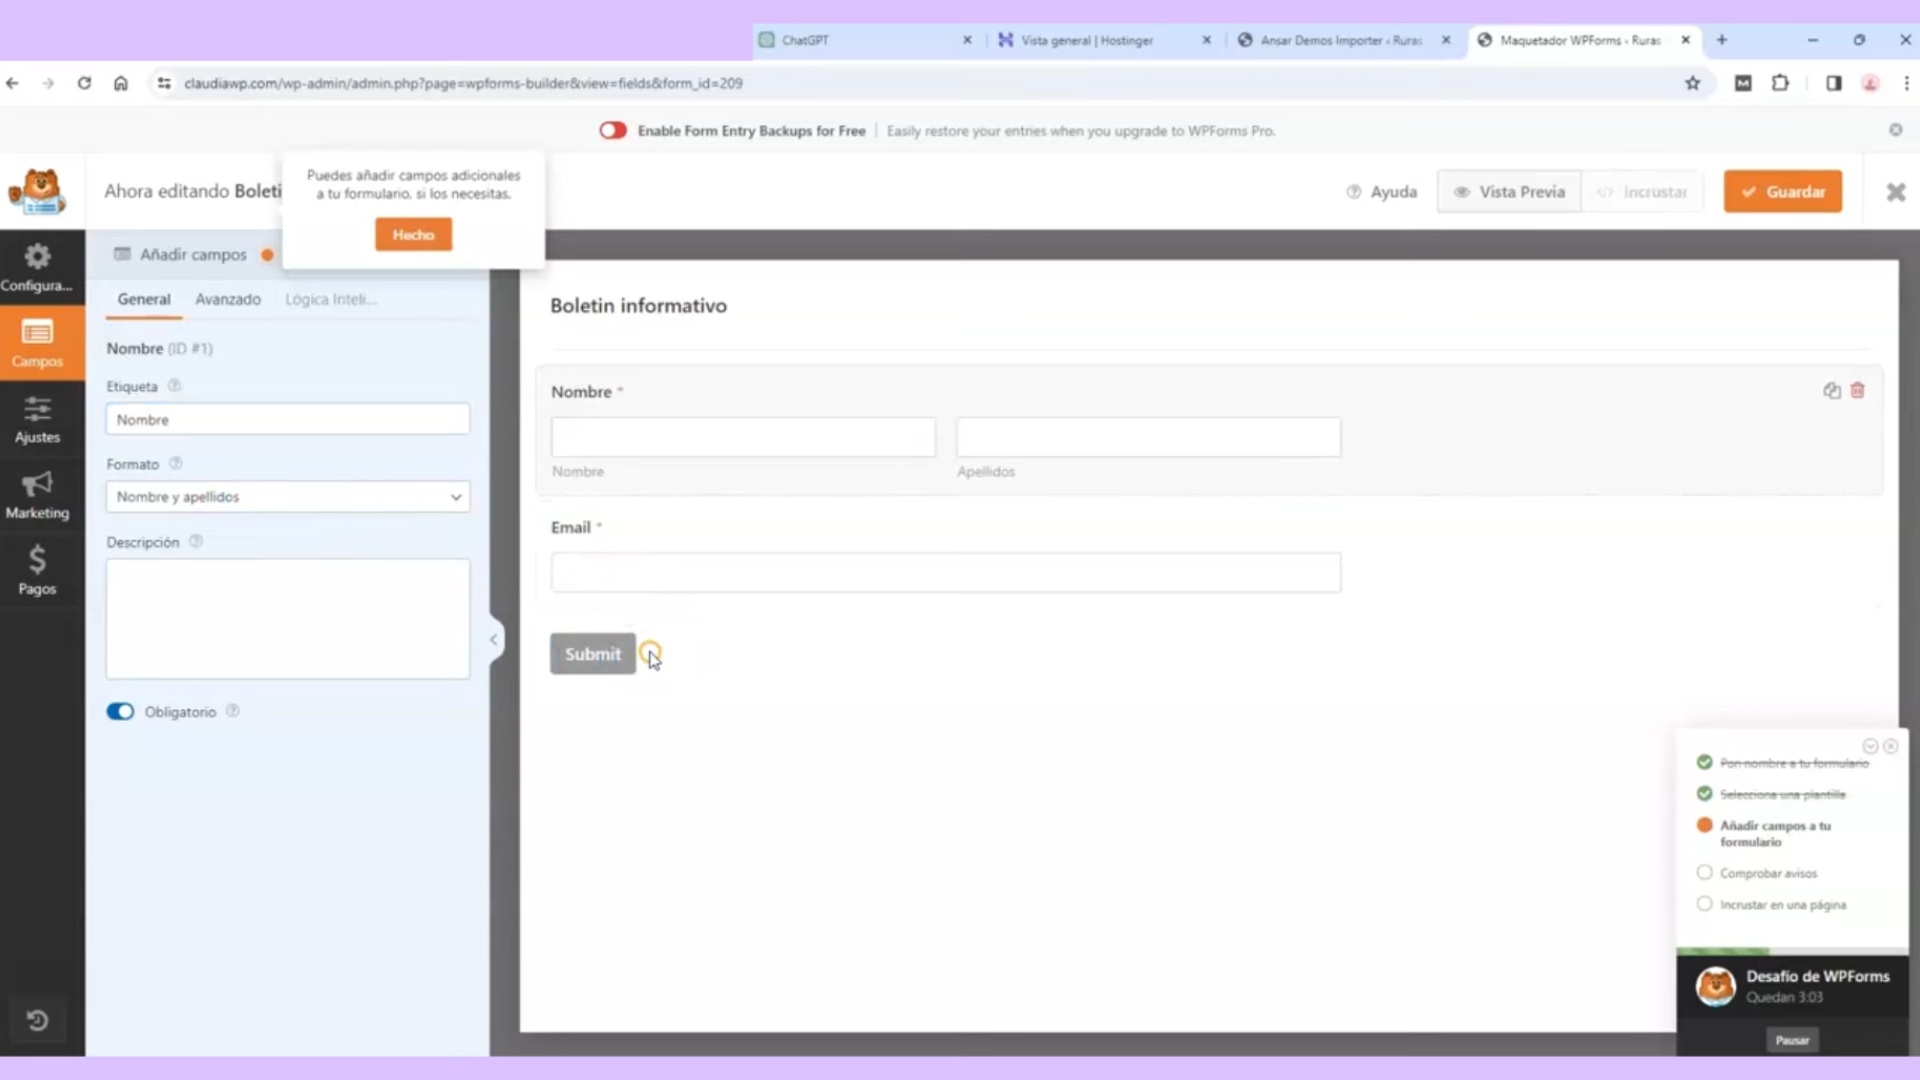 ChatGPT
Vista general | Hostinger
Ansar Demos Importer ‹ Ruras
Maquetador WPForms ‹ Ruras
claudiawp.com/wp-admin/admin.php?page=wpforms-builder&view=fields&form_id=209
Enable Form Entry Backups for Free | Easily restore your entries when you upgrade to WPForms Pro.
Puedes añadir campos adicionales
a tu formulario, si los necesitas.
Hecho
Ahora editando Boleti
Ayuda
Vista Previa
Incrustar
Guardar
Configura...
Campos
Ajustes
Marketing
Pagos
Añadir campos
General
Avanzado
Lógica Inteli...
Nombre (ID #1)
Etiqueta
Nombre
Formato
Nombre y apellidos
Descripción
Obligatorio
Boletin informativo
Nombre *
Nombre
Apellidos
Email *
Submit
Pon nombre a tu formulario
Selecciona una plantilla
Añadir campos a tu
formulario
Comprobar avisos
Incrustar en una página
Desafío de WPForms
Quedan 3:03
Pausar